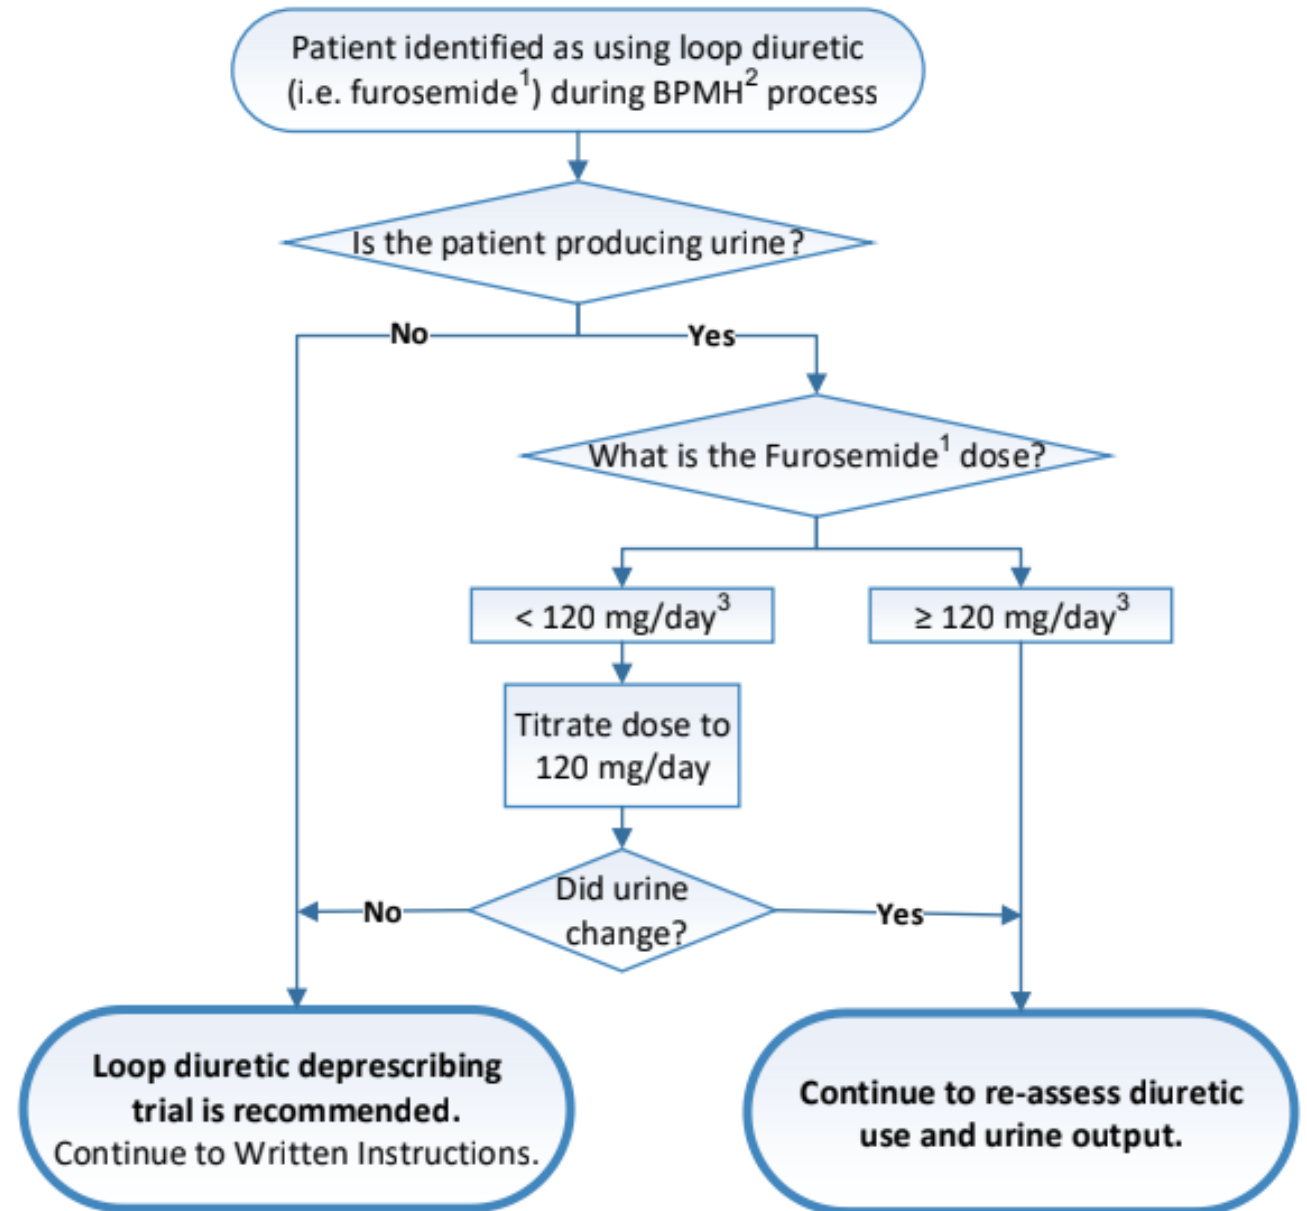 Patient identified as using loop diuretic
(i.e. furosemide¹) during BPMH² process
Is the patient producing urine?
No
Yes
What is the Furosemide¹ dose?
< 120 mg/day³
≥ 120 mg/day³
Titrate dose to
120 mg/day
Did urine
change?
No
Yes
Loop diuretic deprescribing
trial is recommended.
Continue to Written Instructions.
Continue to re-assess diuretic
use and urine output.